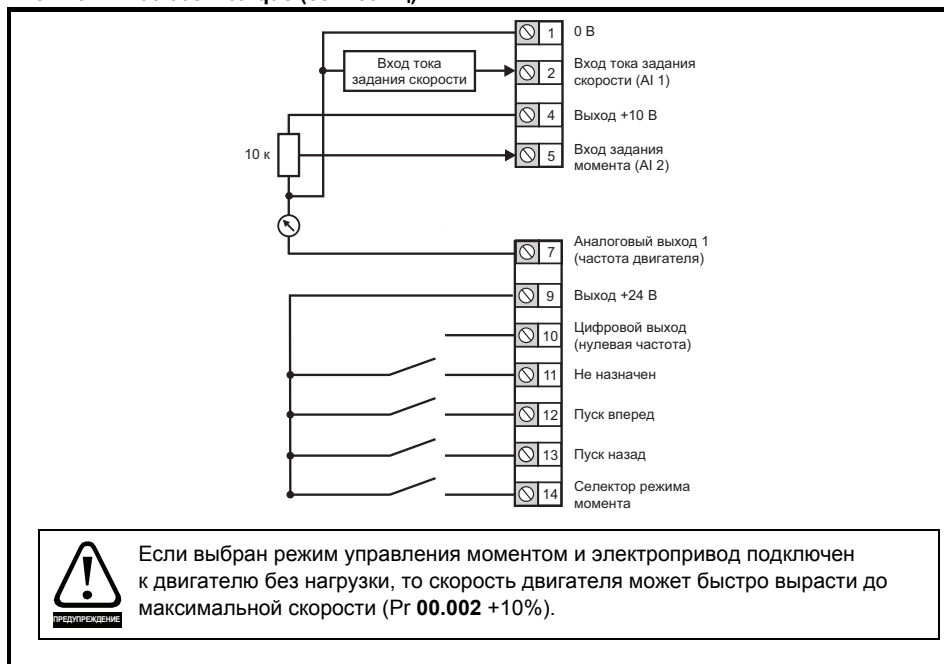 1 0 В
Вход тока
задания скорости
2 Вход тока задания
скорости (AI 1)
4 Выход +10 В
10 к
5 Вход задания
момента (AI 2)
7 Аналоговый выход 1
(частота двигателя)
9 Выход +24 В
10 Цифровой выход
(нулевая частота)
11 Не назначен
12 Пуск вперед
13 Пуск назад
14 Селектор режима
момента
ПРЕДУПРЕЖДЕНИЕ
Если выбран режим управления моментом и электропривод подключен
к двигателю без нагрузки, то скорость двигателя может быстро вырасти до
максимальной скорости (Pr 00.002 +10%).